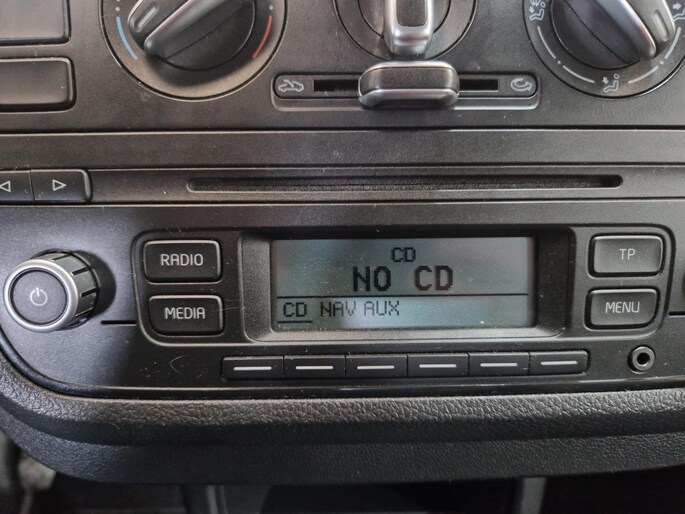 RADIO
CD
TP
NO CD
MEDIA
CD NAV AUX
MENU